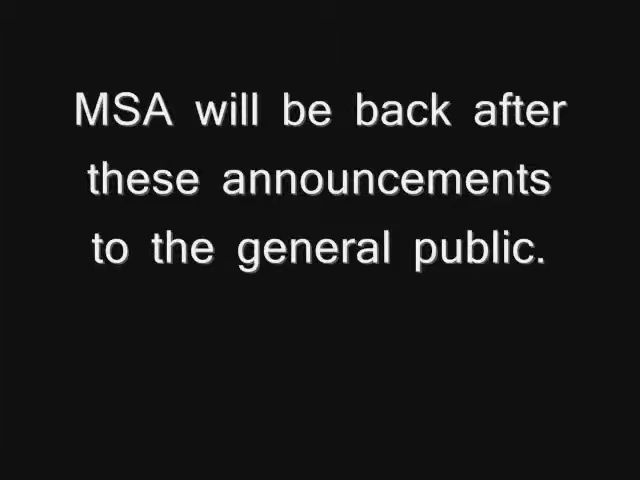 MSA will be back after
these announcements
to the general public.